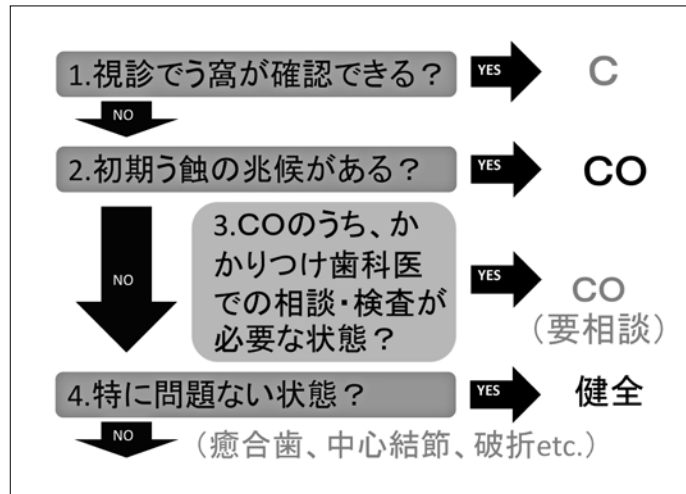 1.視診でう窩が確認できる？ YES C
NO
2.初期う蝕の兆候がある？ YES CO
NO
3.COのうち、か
かりつけ歯科医
での相談・検査が
必要な状態？
YES
CO
（要相談）
4.特に問題ない状態？ YES 健全
NO （癒合歯、中心結節、破折etc.）